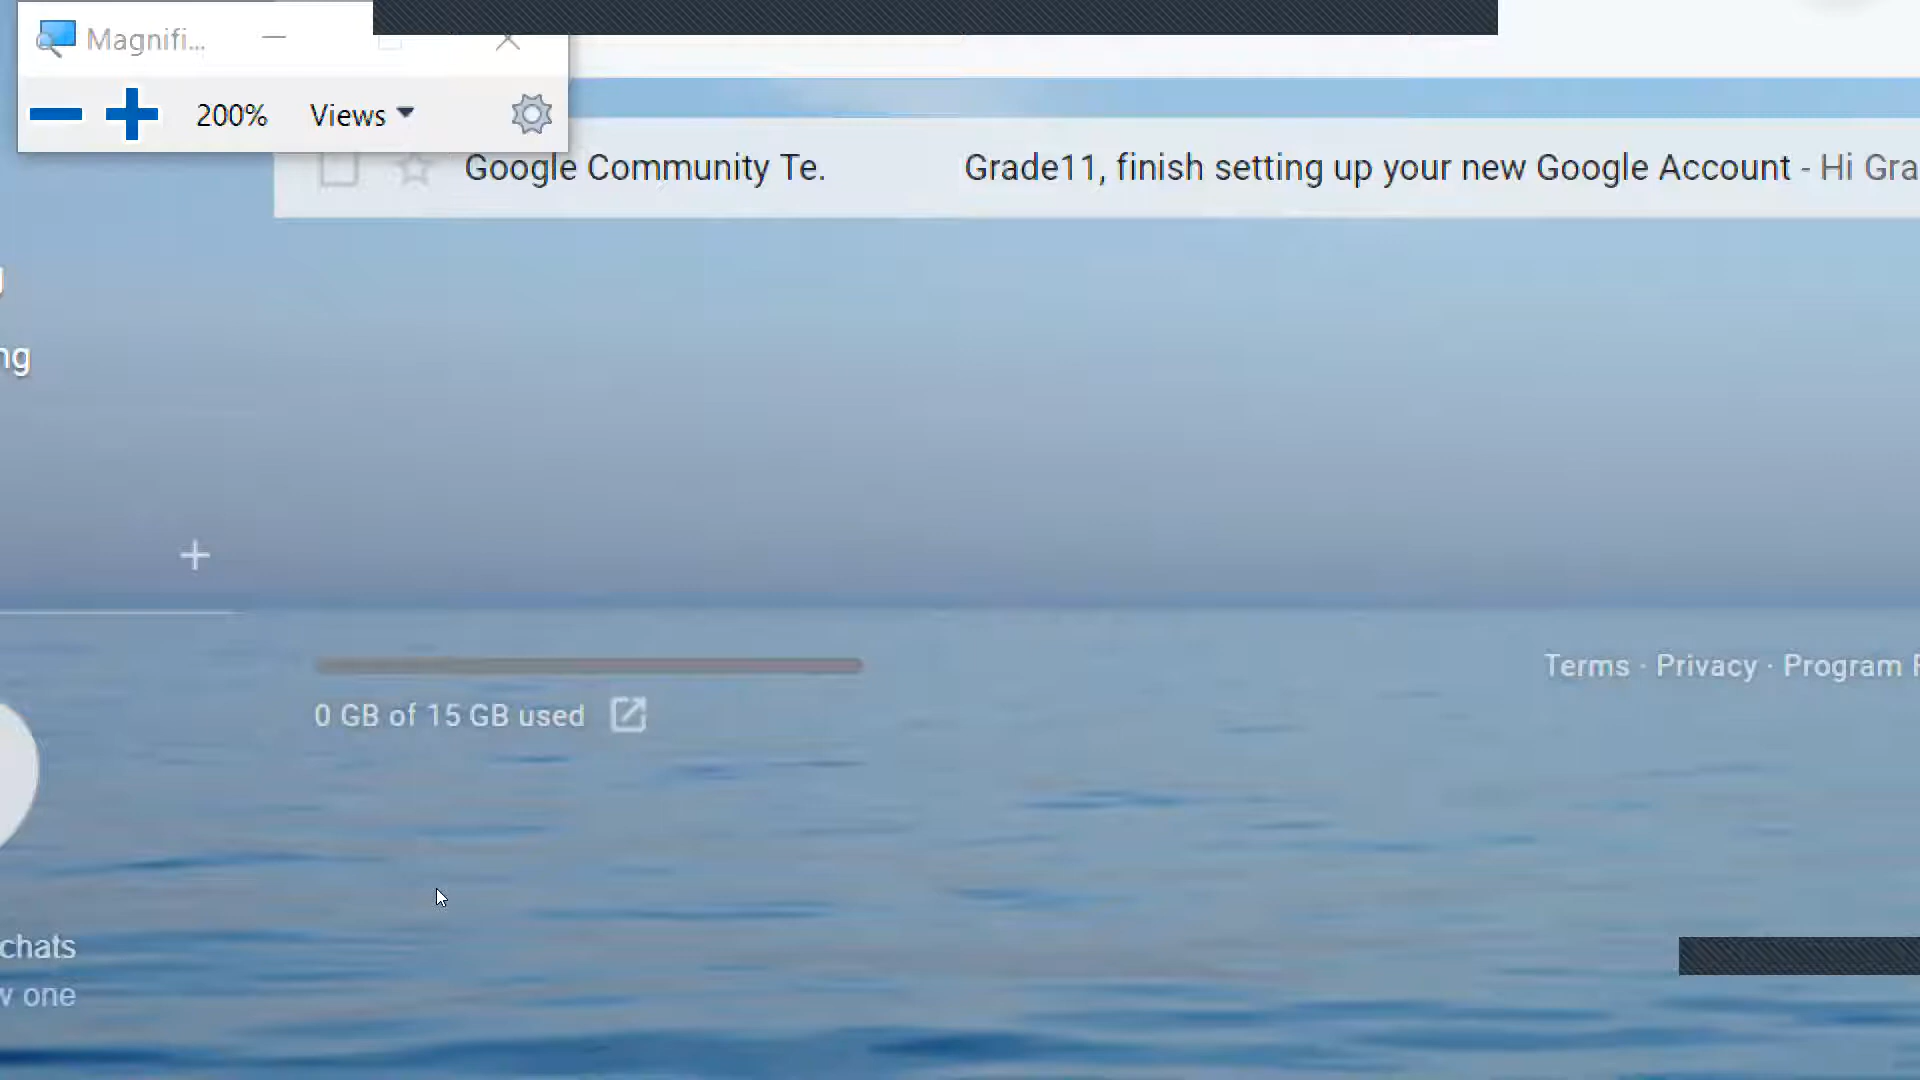 Magnifi...
200% Views
Google Community Te. Grade11, finish setting up your new Google Account - Hi Gra
ng
+
Terms · Privacy · Program
0 GB of 15 GB used
chats
one